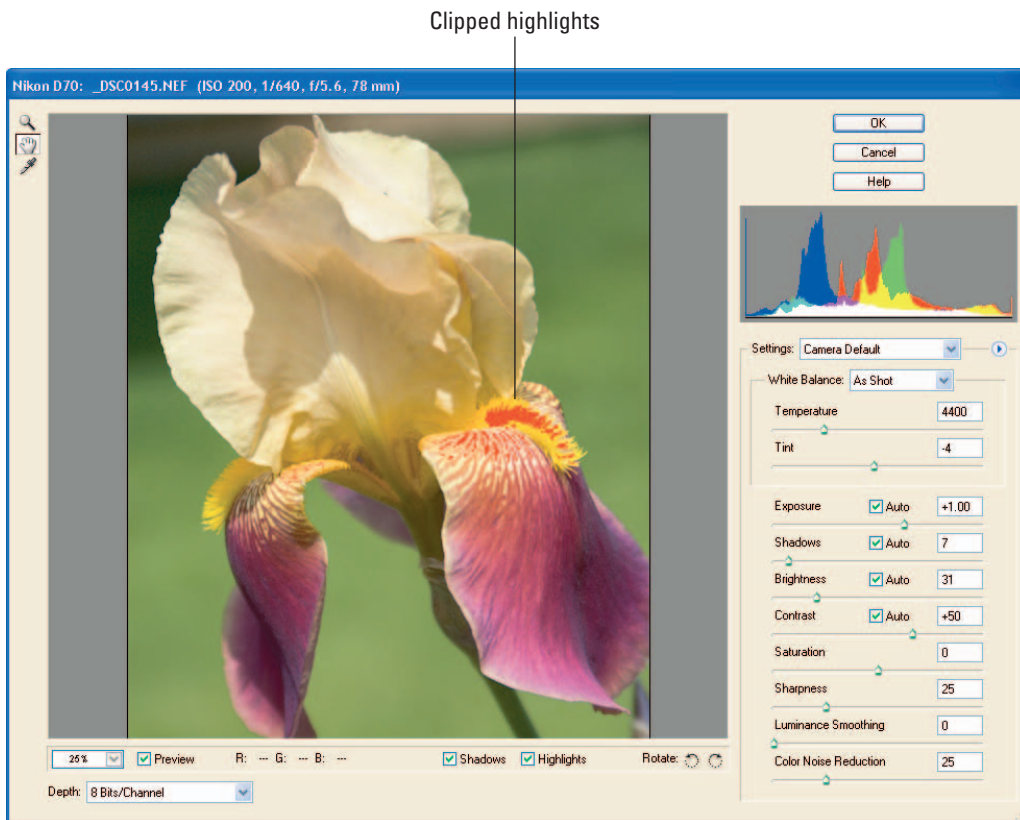 Clipped highlights
Nikon D70: _DSC0145.NEF (ISO 200, 1/640, f/5.6, 78 mm)
OK
Cancel
Help
Settings: Camera Default
White Balance: As Shot
Temperature 4400
Tint -4
Exposure Auto +1.00
Shadows Auto 7
Brightness Auto 31
Contrast Auto +50
Saturation 0
Sharpness 25
Luminance Smoothing 0
Color Noise Reduction 25
25% Preview R: --- G: --- B: --- Shadows Highlights Rotate:
Depth: 8 Bits/Channel